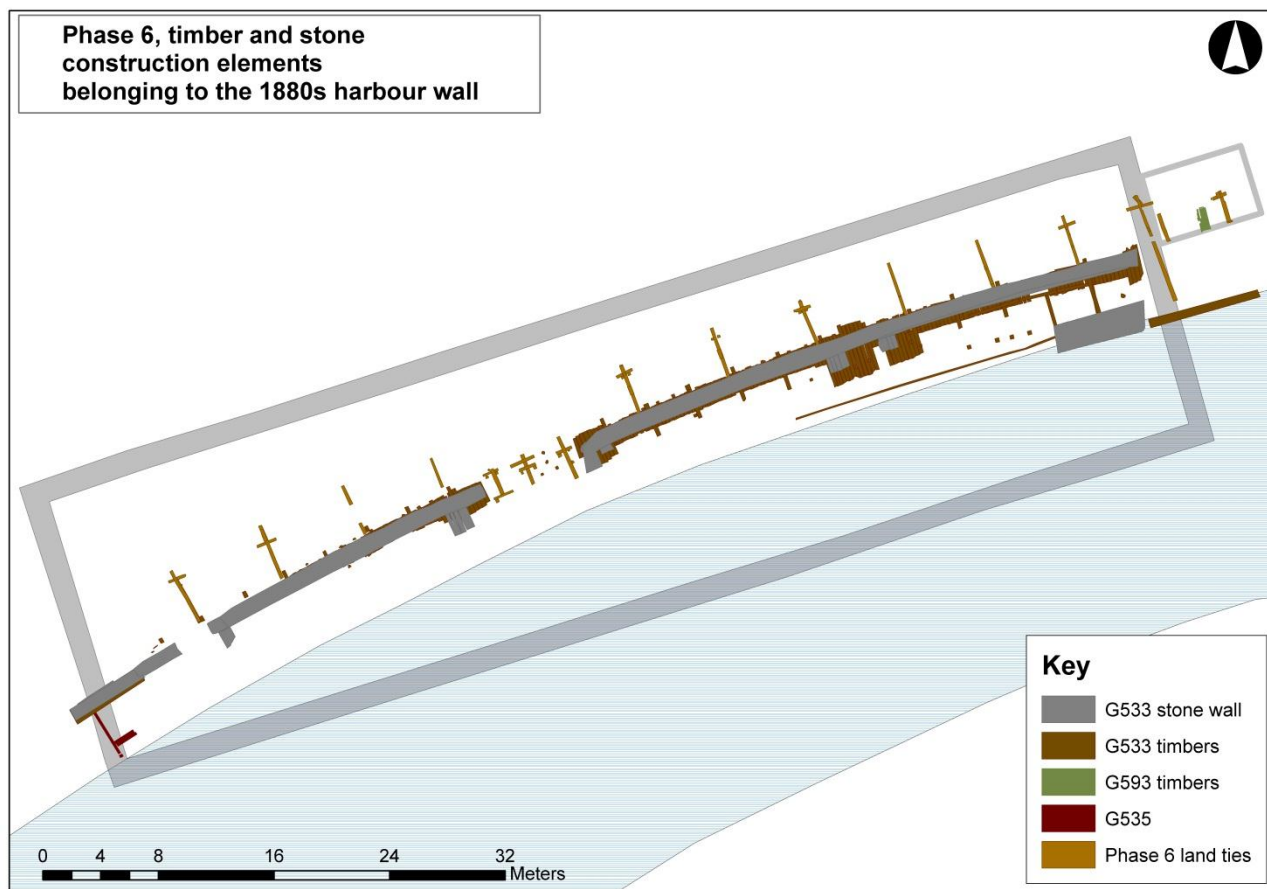 Phase 6, timber and stone
construction elements
belonging to the 1880s harbour wall
Key
G533 stone wall
G533 timbers
G593 timbers
G535
Phase 6 land ties
0 4 8 16 24 32
Meters